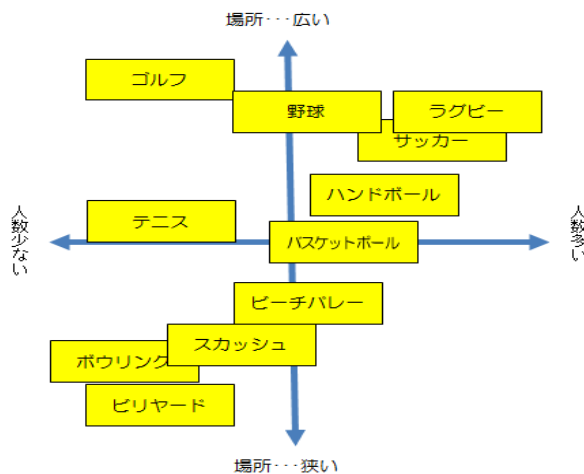 場所･･･広い
ゴルフ
野球
ラグビー
サッカー
ハンドボール
テニス
人数少ない
人数多い
バスケットボール
ビーチバレー
スカッシュ
ボウリング
ビリヤード
場所･･･狭い